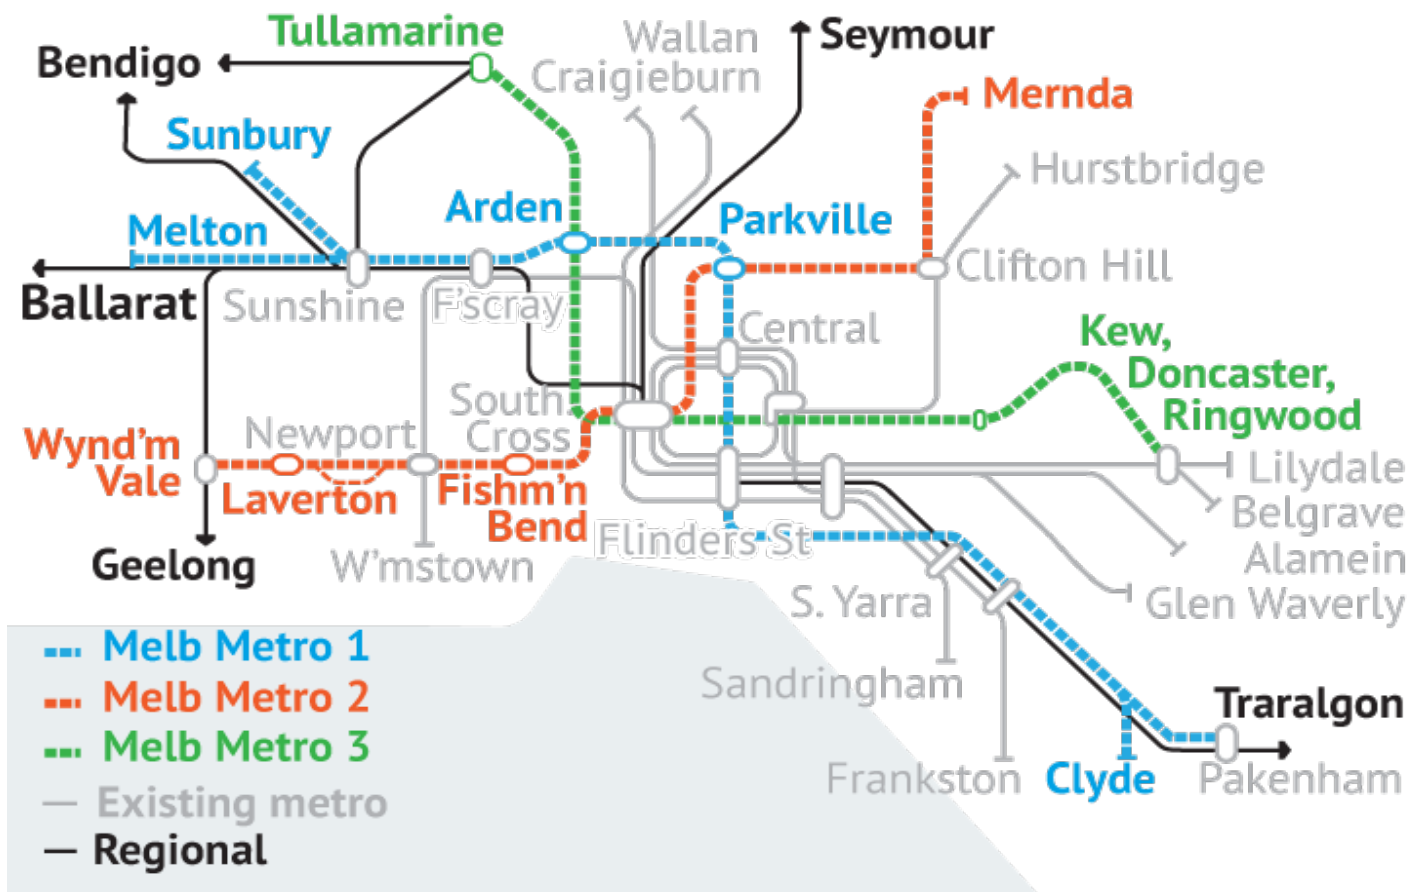 Tullamarine
Wallan
Craigieburn
Seymour
Bendigo
Mernda
Sunbury
Hurstbridge
Arden
Parkville
Melton
Clifton Hill
Ballarat
Sunshine
F'scray
Central
Kew,
Doncaster,
Ringwood
South.
Cross
Newport
Wynd'm
Vale
Laverton
Fishm'n
Bend
Lilydale
Belgrave
Flinders St
Alamein
Geelong
W'mstown
S. Yarra
Glen Waverly
Sandringham
Traralgon
Frankston
Clyde
Pakenham
Melb Metro 1
Melb Metro 2
Melb Metro 3
Existing metro
Regional